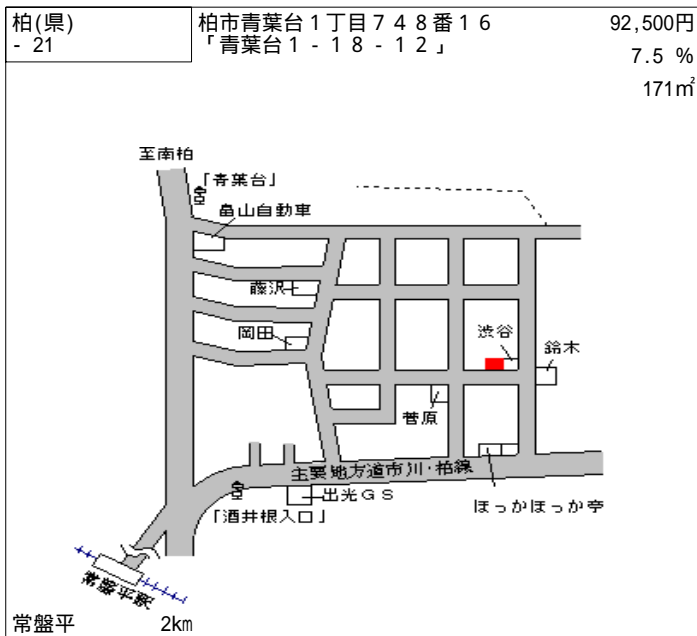 柏(県)
- 21
柏市青葉台１丁目７４８番１６
「青葉台１-１８-１２」
92,500円
7.5 %
171㎡
至南柏
「青葉台」
畠山自動車
藤沢
岡田
渋谷
鈴木
菅原
主要地方道市川・柏線
出光ＧＳ
ほっかほっか亭
「酒井根入口」
常盤平駅
常盤平 2km